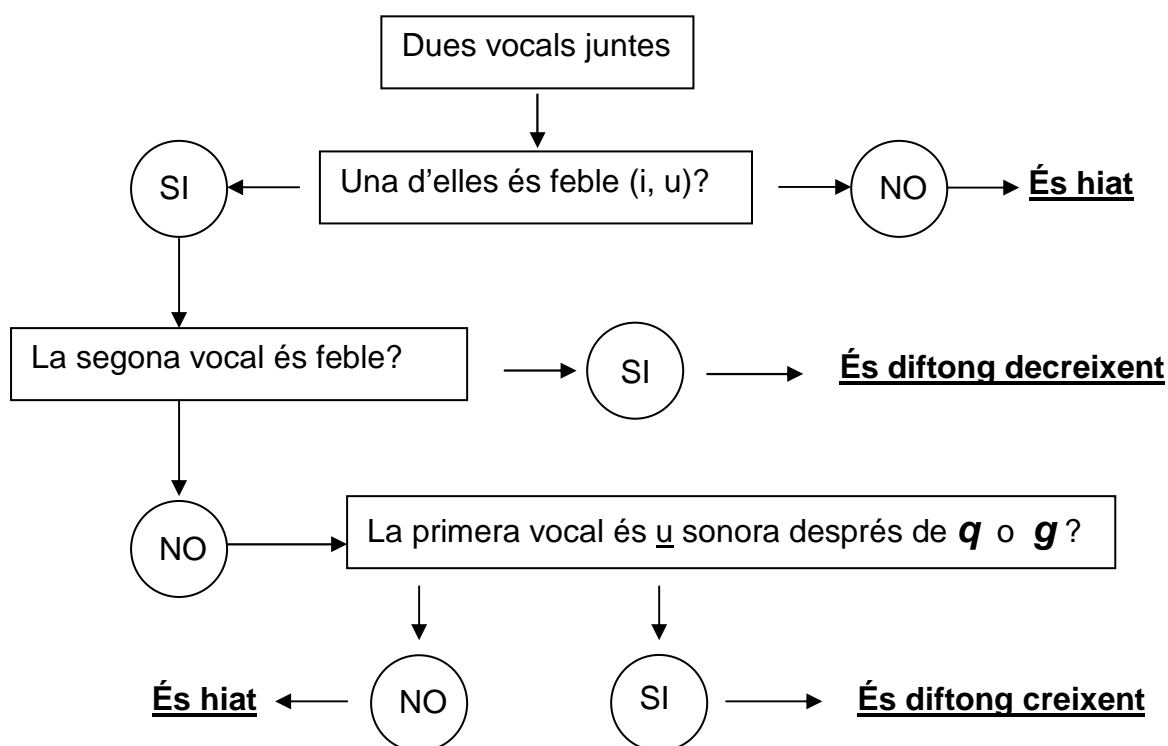 Dues vocals juntes
SI
Una d'elles és feble (i, u)?
NO
És hiat
La segona vocal és feble?
SI
És diftong decreixent
NO
La primera vocal és u sonora després de q o g ?
És hiat
NO
SI
És diftong creixent